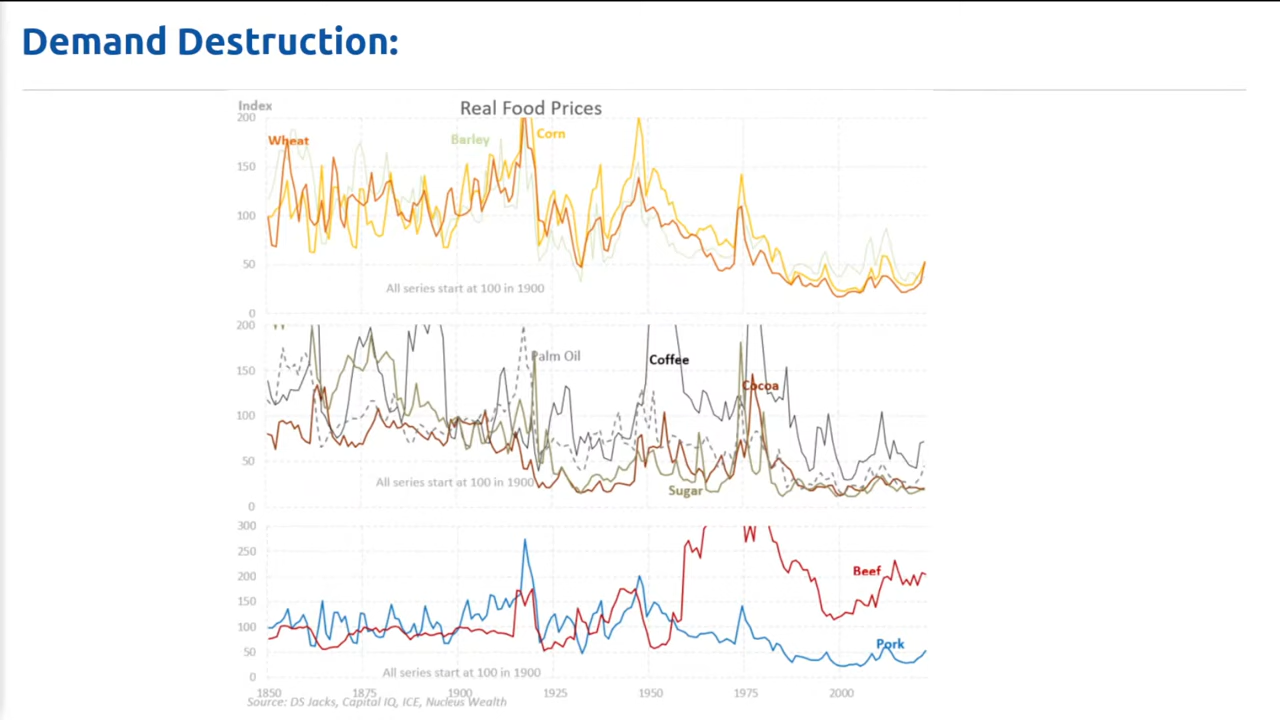 Demand Destruction:
Index
Real Food Prices
200
Wheat
Barley
Corn
150
100
50
All series start at 100 in 1900
0
200
Palm Oil
Coffee
150
Cocoa
100
50
All series start at 100 in 1900
Sugar
0
300
250
Beef
200
150
100
Pork
50
All series start at 100 in 1900
0
1850 1875 1900 1925 1950 1975 2000
Source: DS Jacks, Capital IQ, ICE, Nucleus Wealth